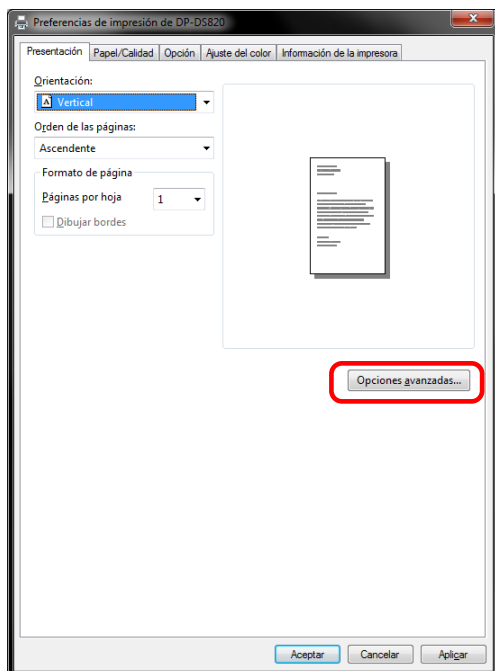 Preferencias de impresión de DP-DS820
Presentación Papel/Calidad Opción Ajuste del color Información de la impresora
Orientación:
A Vertical
Orden de las páginas:
Ascendente
Formato de página
Páginas por hoja 1
Dibujar bordes
Opciones avanzadas...
Aceptar Cancelar Aplicar